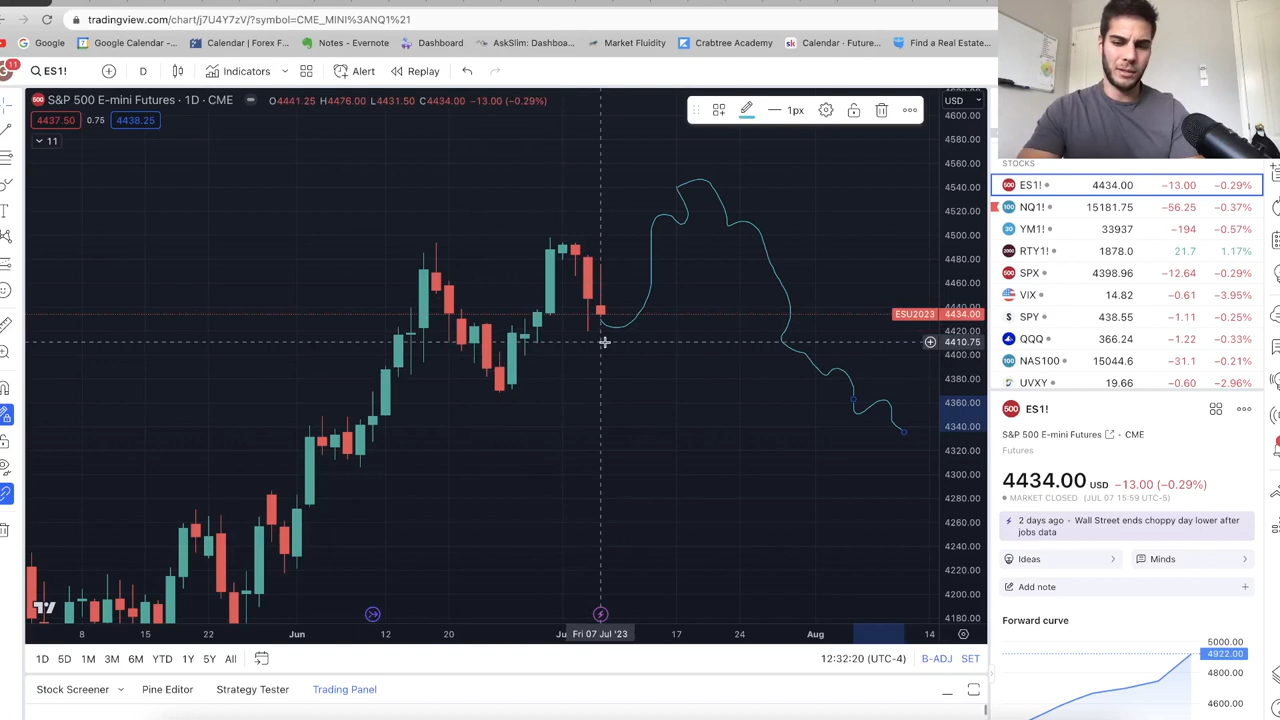 tradingview.com/chart/j7U4Y7zV/?symbol=CME_MINI%3ANQ1%21
Google Google Calendar -... Calendar | Forex F... Notes - Evernote Dashboard AskSlim: Dashboa... Market Fluidity Crabtree Academy sk Calendar · Future... Find a Real Estate...
11 ES1! D Indicators Alert Replay
500 S&P 500 E-mini Futures · 1D · CME O4441.25 H4476.00 L4431.50 C4434.00 −13.00 (−0.29%)
4437.50 0.75 4438.25
11
1px
USD
4600.00
4580.00
4560.00
4540.00
4520.00
4500.00
4480.00
4460.00
4440.00
ESU2023 4434.00
4420.00
4410.75
4400.00
4380.00
4360.00
4340.00
4320.00
4300.00
4280.00
4260.00
4240.00
4220.00
4200.00
4180.00
8 15 22 Jun 12 20 Ju Fri 07 Jul '23 17 24 Aug 14
1D 5D 1M 3M 6M YTD 1Y 5Y All 12:32:20 (UTC-4) B-ADJ SET
Stock Screener Pine Editor Strategy Tester Trading Panel
STOCKS
500 ES1! 4434.00 −13.00 −0.29%
100 NQ1! 15181.75 −56.25 −0.37%
30 YM1! 33937 −194 −0.57%
2000 RTY1! 1878.0 21.7 1.17%
500 SPX 4398.96 −12.64 −0.29%
VIX 14.82 −0.61 −3.95%
SPY 438.55 −1.11 −0.25%
QQQ 366.24 −1.22 −0.33%
100 NAS100 15044.6 −31.1 −0.21%
UVXY 19.66 −0.60 −2.96%
500 ES1!
S&P 500 E-mini Futures · CME
Futures
4434.00 USD −13.00 (−0.29%)
MARKET CLOSED (JUL 07 15:59 UTC-5)
2 days ago · Wall Street ends choppy day lower after
jobs data
Ideas Minds
Add note
Forward curve
5000.00
4922.00
4800.00
4600.00